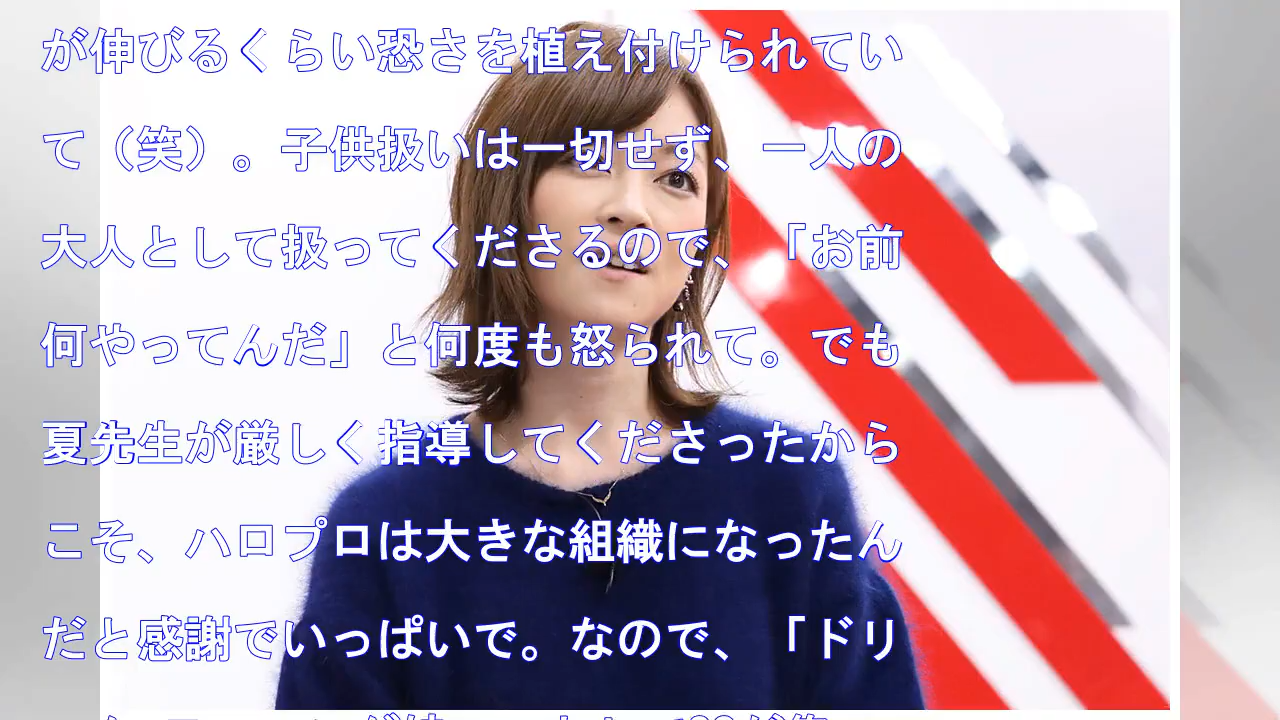 が伸びるくらい恐さを植え付けられてい
て（笑）。子供扱いは一切せず、一人の
大人として扱ってくださるので、「お前
何やってんだ」と何度も怒られて。でも
夏先生が厳しく指導してくださったから
こそ、ハロプロは大きな組織になったん
だと感謝でいっぱいで。なので、「ドリ